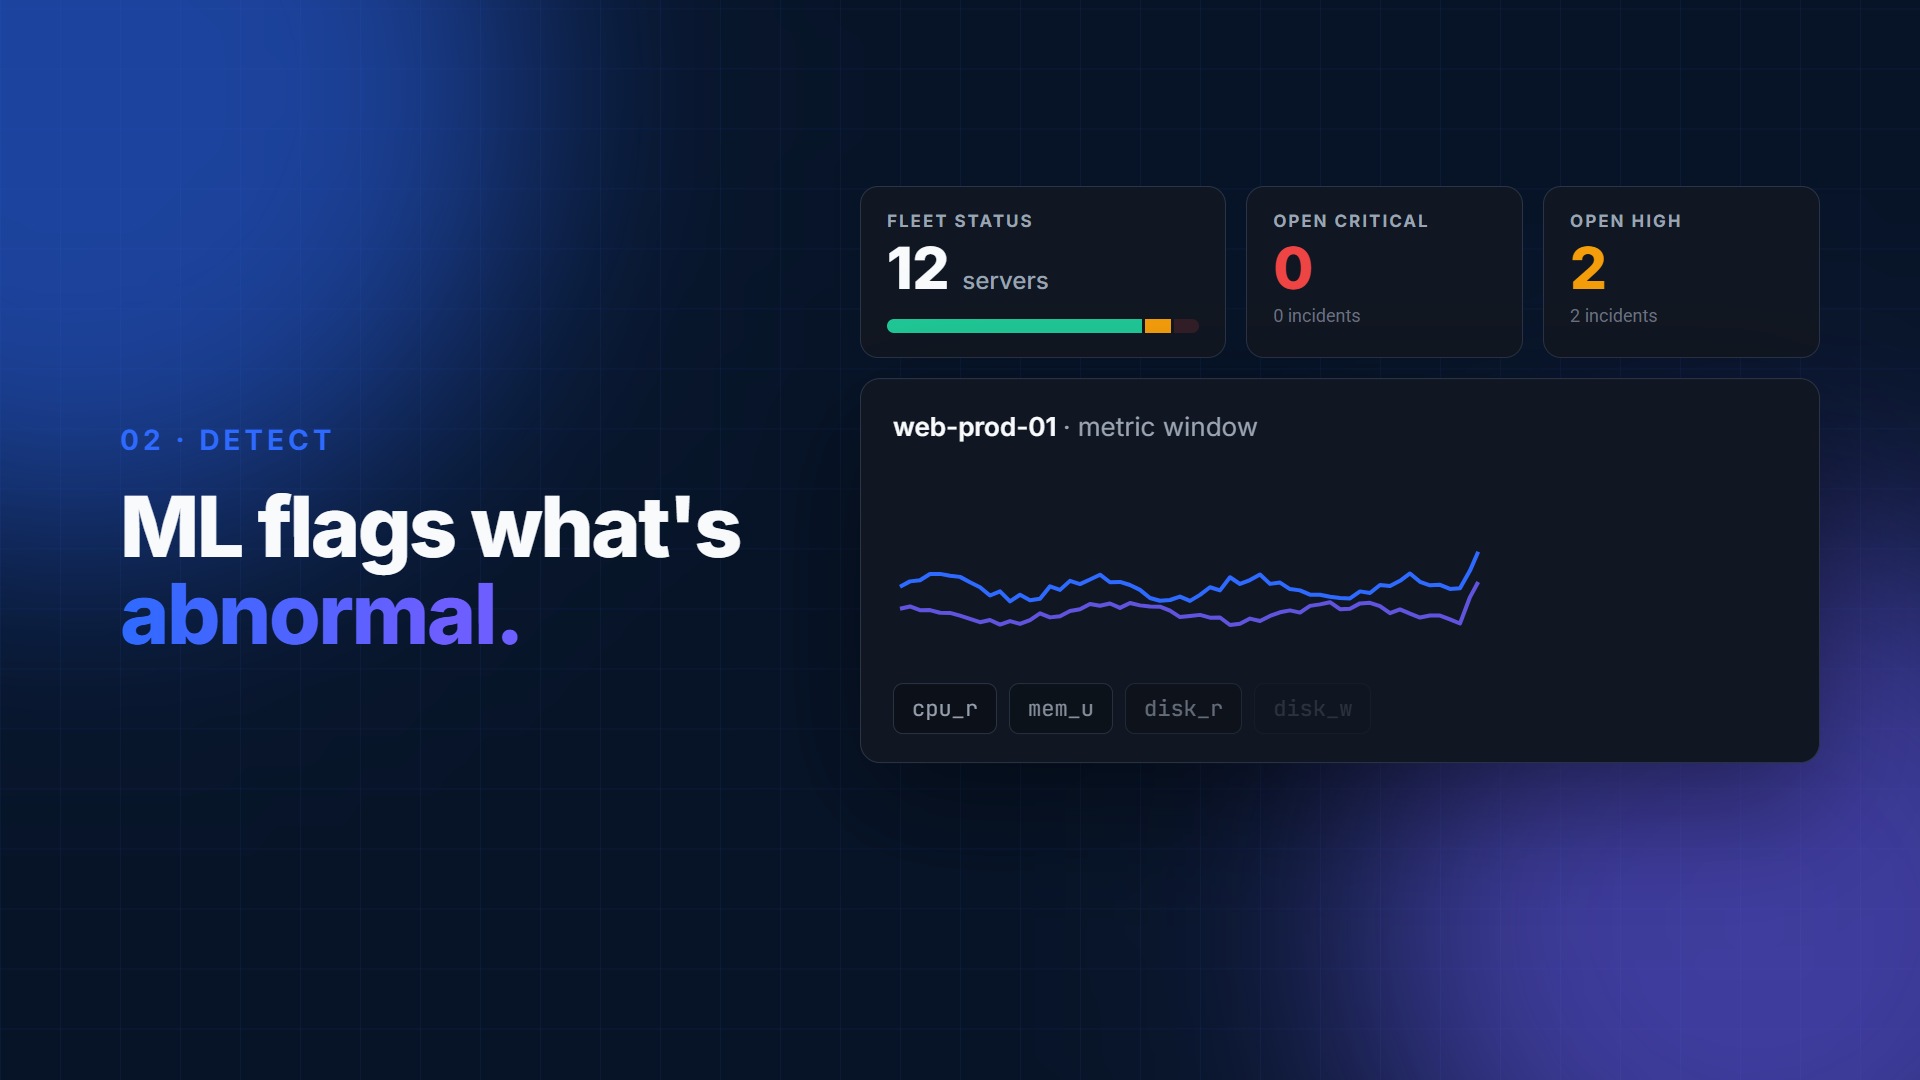 02 · DETECT
ML flags what's
abnormal.
FLEET STATUS
12 servers
OPEN CRITICAL
0
0 incidents
OPEN HIGH
2
2 incidents
web-prod-01 · metric window
cpu_r
mem_u
disk_r
disk_w